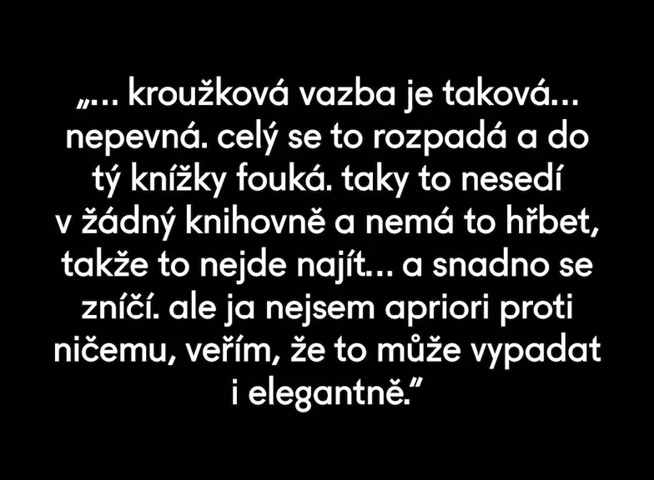 „... kroužková vazba je taková...
nepevná. celý se to rozpadá a do
tý knížky fouká. taky to nesedí
v žádný knihovně a nemá to hřbet,
takže to nejde najít... a snadno se
zníčí. ale ja nejsem apriori proti
ničemu, veřím, že to může vypadat
i elegantně.“